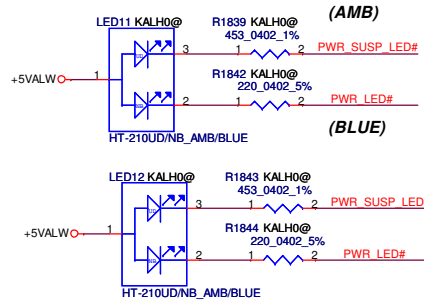 LED11 KALH0@
R1839 KALH0@
(AMB)
453_0402_1%
3
1
2
PWR_SUSP_LED#
+5VALW
1
R1842 KALH0@
220_0402_5%
2
1
2
PWR_LED#
(BLUE)
HT-210UD/NB_AMB/BLUE
LED12 KALH0@
R1843 KALH0@
453_0402_1%
3
1
2
PWR_SUSP_LED
+5VALW
1
R1844 KALH0@
220_0402_5%
2
1
2
PWR_LED#
HT-210UD/NB_AMB/BLUE